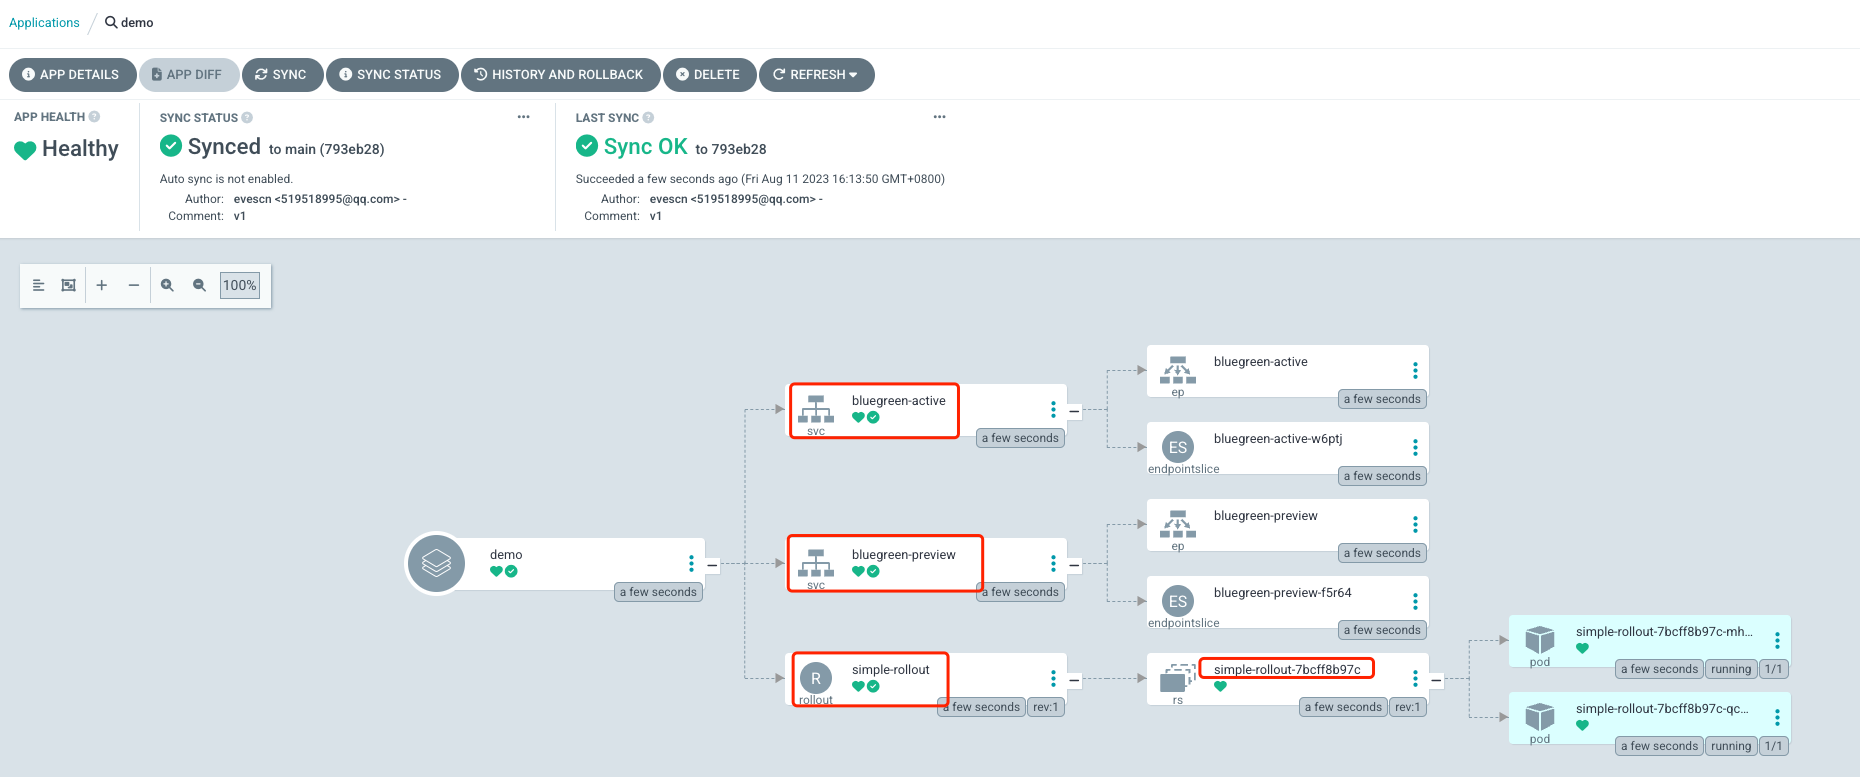 Applications / demo
APP DETAILS
APP DIFF
SYNC
SYNC STATUS
HISTORY AND ROLLBACK
DELETE
REFRESH
APP HEALTH
Healthy
SYNC STATUS
Synced to main (793eb28)
Auto sync is not enabled.
Author: evescn <519518995@qq.com> -
Comment: v1
LAST SYNC
Sync OK to 793eb28
Succeeded a few seconds ago (Fri Aug 11 2023 16:13:50 GMT+0800)
Author: evescn <519518995@qq.com> -
Comment: v1
100%
demo
a few seconds
bluegreen-active
svc
a few seconds
bluegreen-preview
svc
a few seconds
R
simple-rollout
rollout
a few seconds
rev:1
bluegreen-active
ep
a few seconds
ES
bluegreen-active-w6ptj
endpointslice
a few seconds
bluegreen-preview
ep
a few seconds
ES
bluegreen-preview-f5r64
endpointslice
a few seconds
simple-rollout-7bcff8b97c
rs
a few seconds
rev:1
simple-rollout-7bcff8b97c-mh...
pod
a few seconds
running
1/1
simple-rollout-7bcff8b97c-qc...
pod
a few seconds
running
1/1